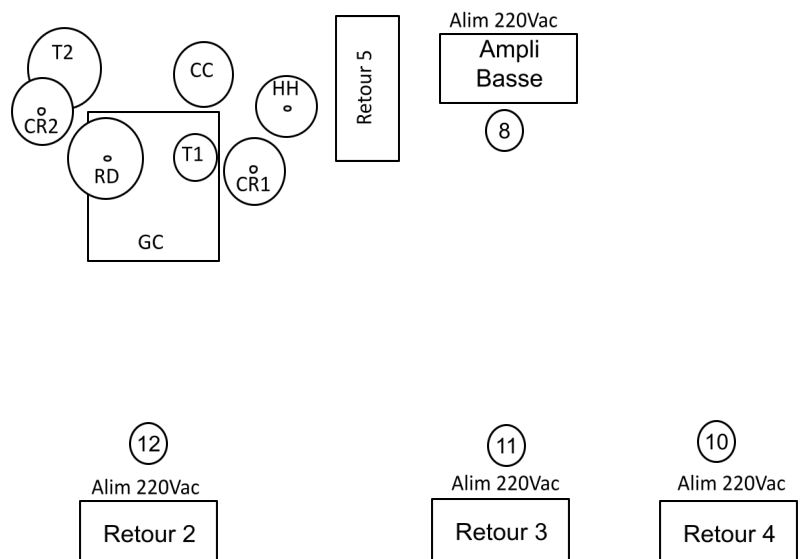 Alim 220Vac
Ampli
Basse
T2
CC
HH
Retour 5
CR2
8
T1
RD
CR1
GC
12
11
10
Alim 220Vac
Alim 220Vac
Alim 220Vac
Retour 2
Retour 3
Retour 4